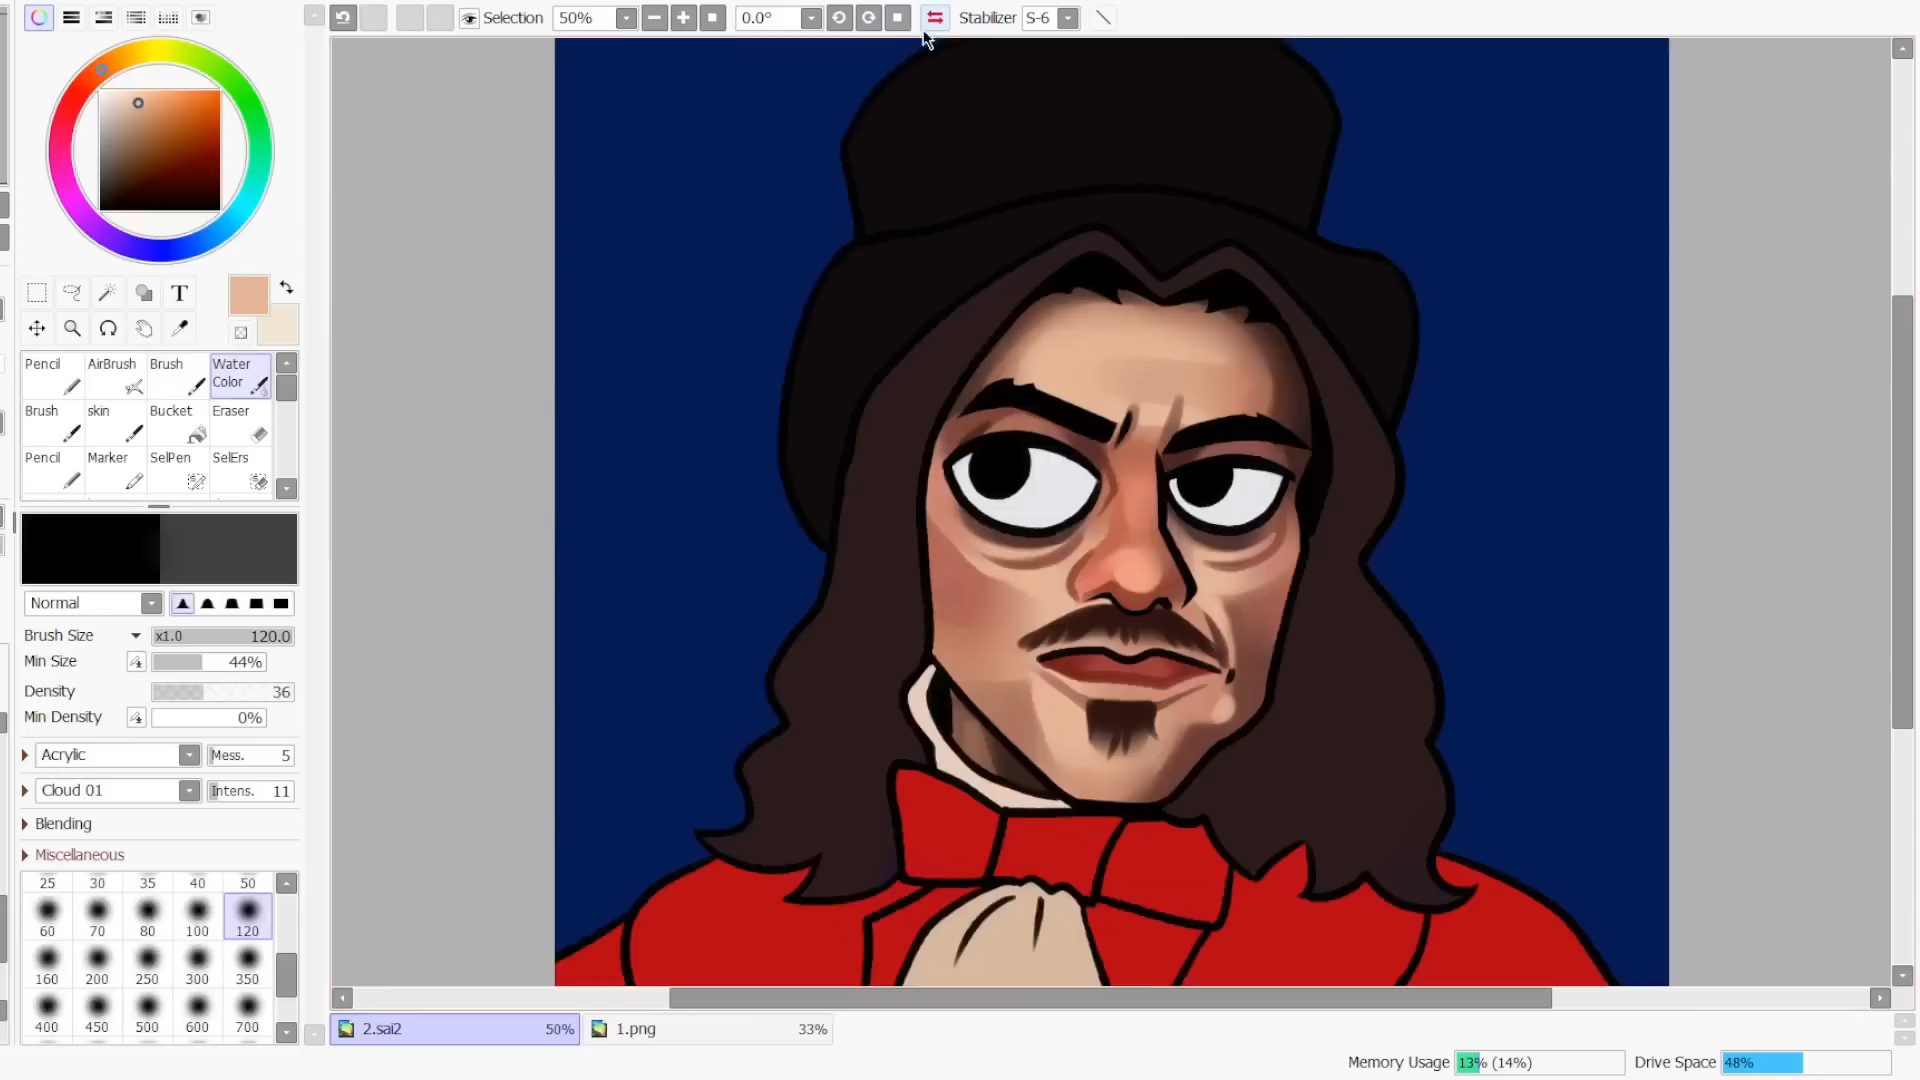 Selection 50% 0.0° Stabilizer S-6
T
Pencil AirBrush Brush Water Color
Brush skin Bucket Eraser
Pencil Marker SelPen SelErs
Normal
Brush Size x1.0 120.0
Min Size 44%
Density 36
Min Density 0%
Acrylic Mess. 5
Cloud 01 Intens. 11
Blending
Miscellaneous
25 30 35 40 50
60 70 80 100 120
160 200 250 300 350
400 450 500 600 700
2.sai2 50% 1.png 33%
Memory Usage 13% (14%) Drive Space 48%